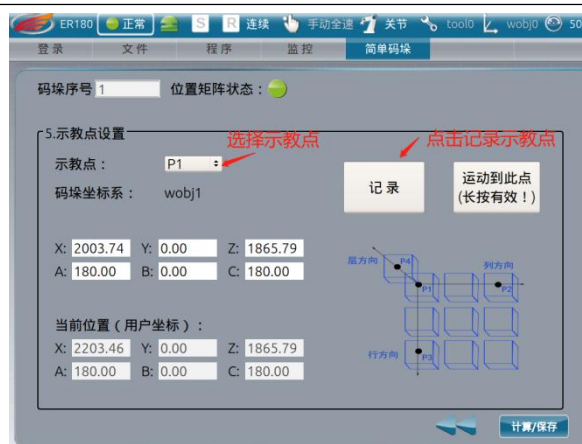 ER180 正常 S R 连续 手动全速 关节 tool0 wobj0 50
登录 文件 程序 监控 简单码垛
码垛序号 1 位置矩阵状态：
5.示教点设置
选择示教点 点击记录示教点
示教点： P1
码垛坐标系： wobj1
记录
运动到此点
(长按有效！)
X: 2003.74 Y: 0.00 Z: 1865.79
A: 180.00 B: 0.00 C: 180.00
层方向 P4 列方向
P1 P2
行方向 P3
当前位置（用户坐标）：
X: 2203.46 Y: 0.00 Z: 1865.79
A: 180.00 B: 0.00 C: 180.00
计算/保存